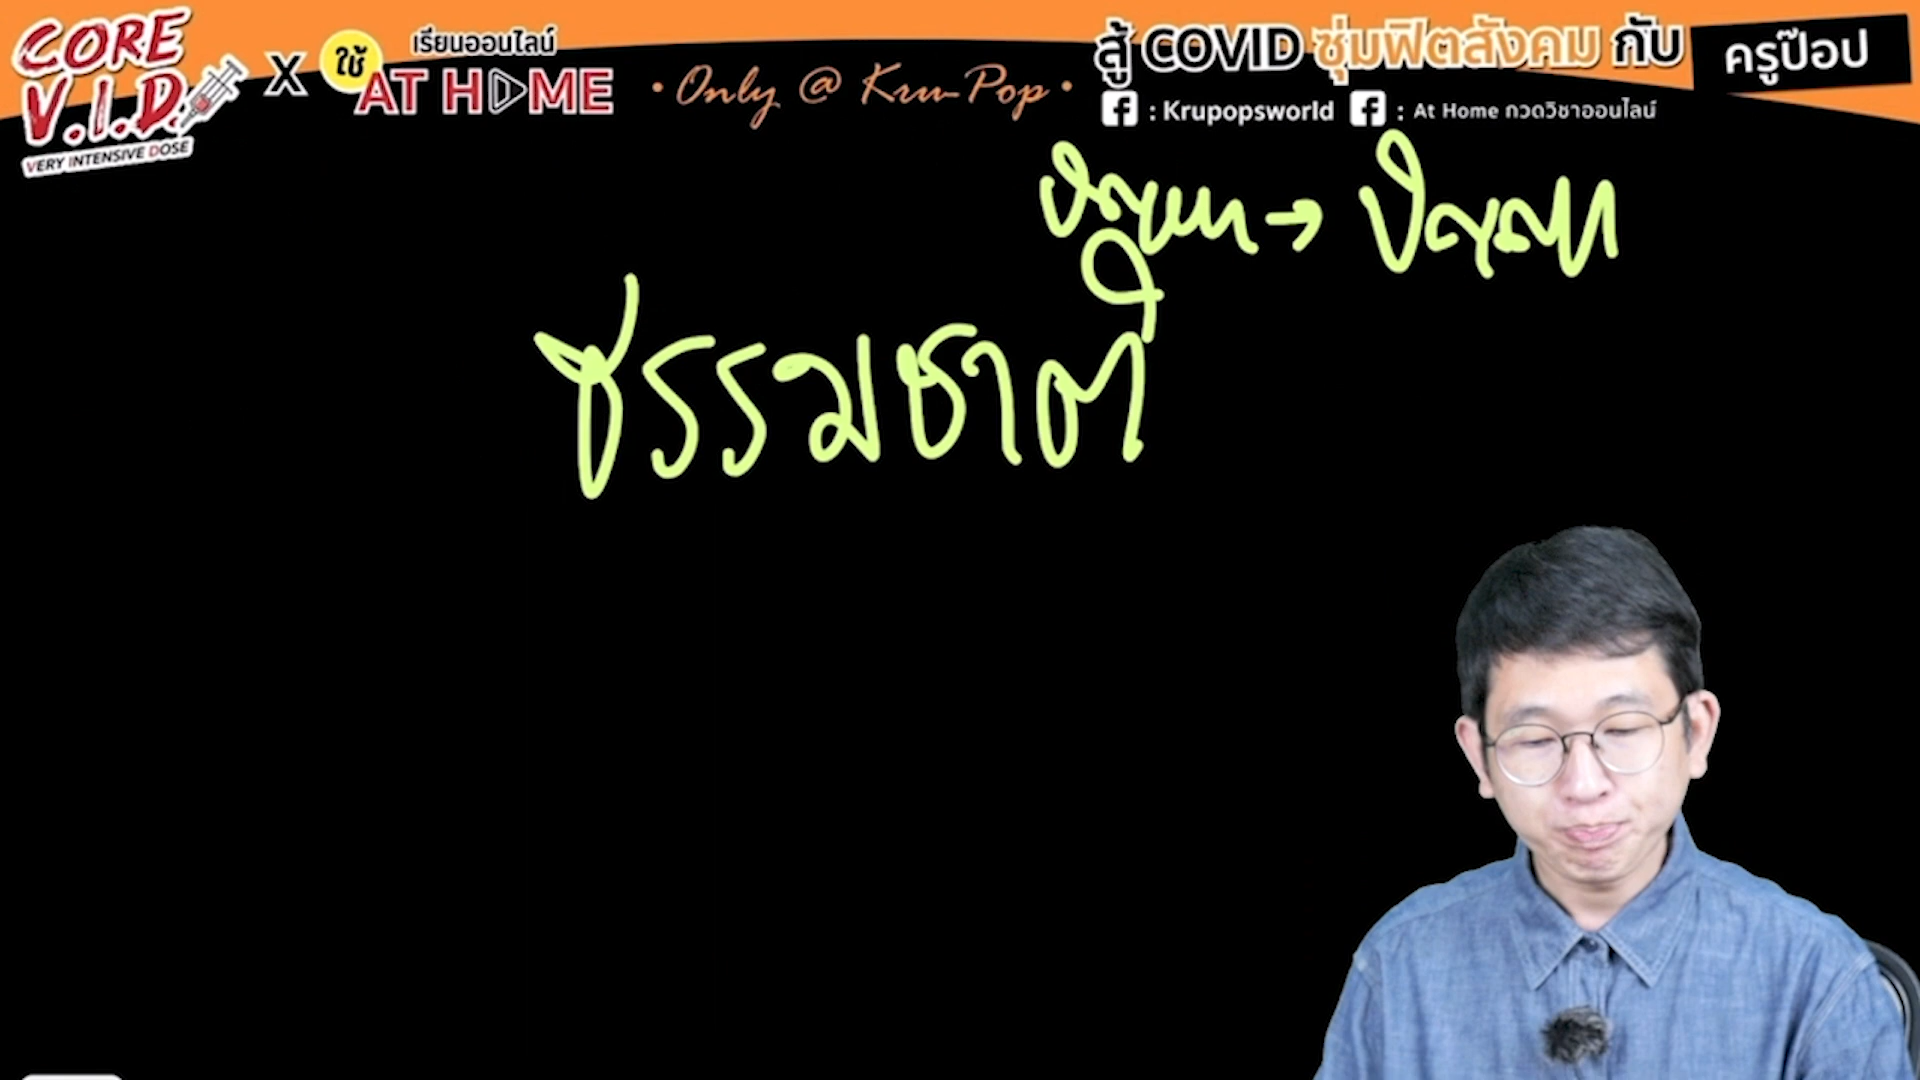 CORE
V.I.D.
VERY INTENSIVE DOSE
X
ใช้
เรียนออนไลน์
AT HOME
• Only @ Kru-Pop •
สู้ COVID ซุ่มฟิตสังคม กับ ครูป๊อป
: Krupopsworld : At Home กวดวิชาออนไลน์
ปัญหา → ปัญญา
ธรรมชาติ